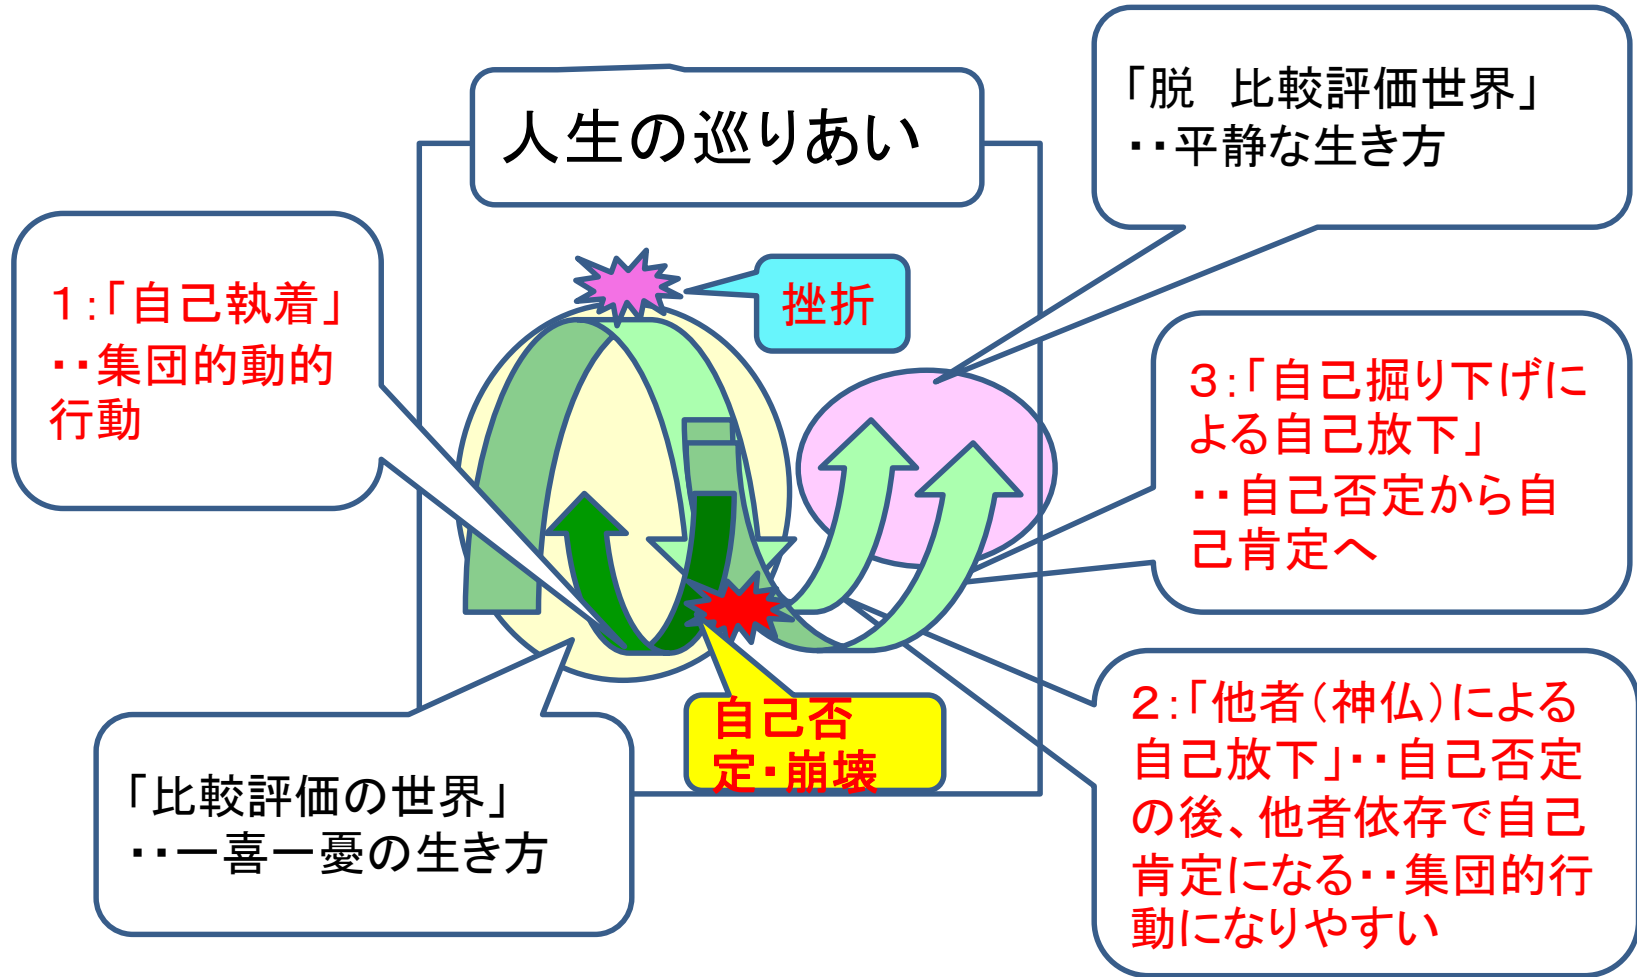 人生の巡りあい
「脱　比較評価世界」
・・平静な生き方
挫折
１:「自己執着」
・・集団的動的
行動
３:「自己掘り下げに
よる自己放下」
・・自己否定から自
己肯定へ
自己否
定・崩壊
２:「他者（神仏）による
自己放下」・・自己否定
の後、他者依存で自己
肯定になる・・集団的行
動になりやすい
「比較評価の世界」
・・一喜一憂の生き方